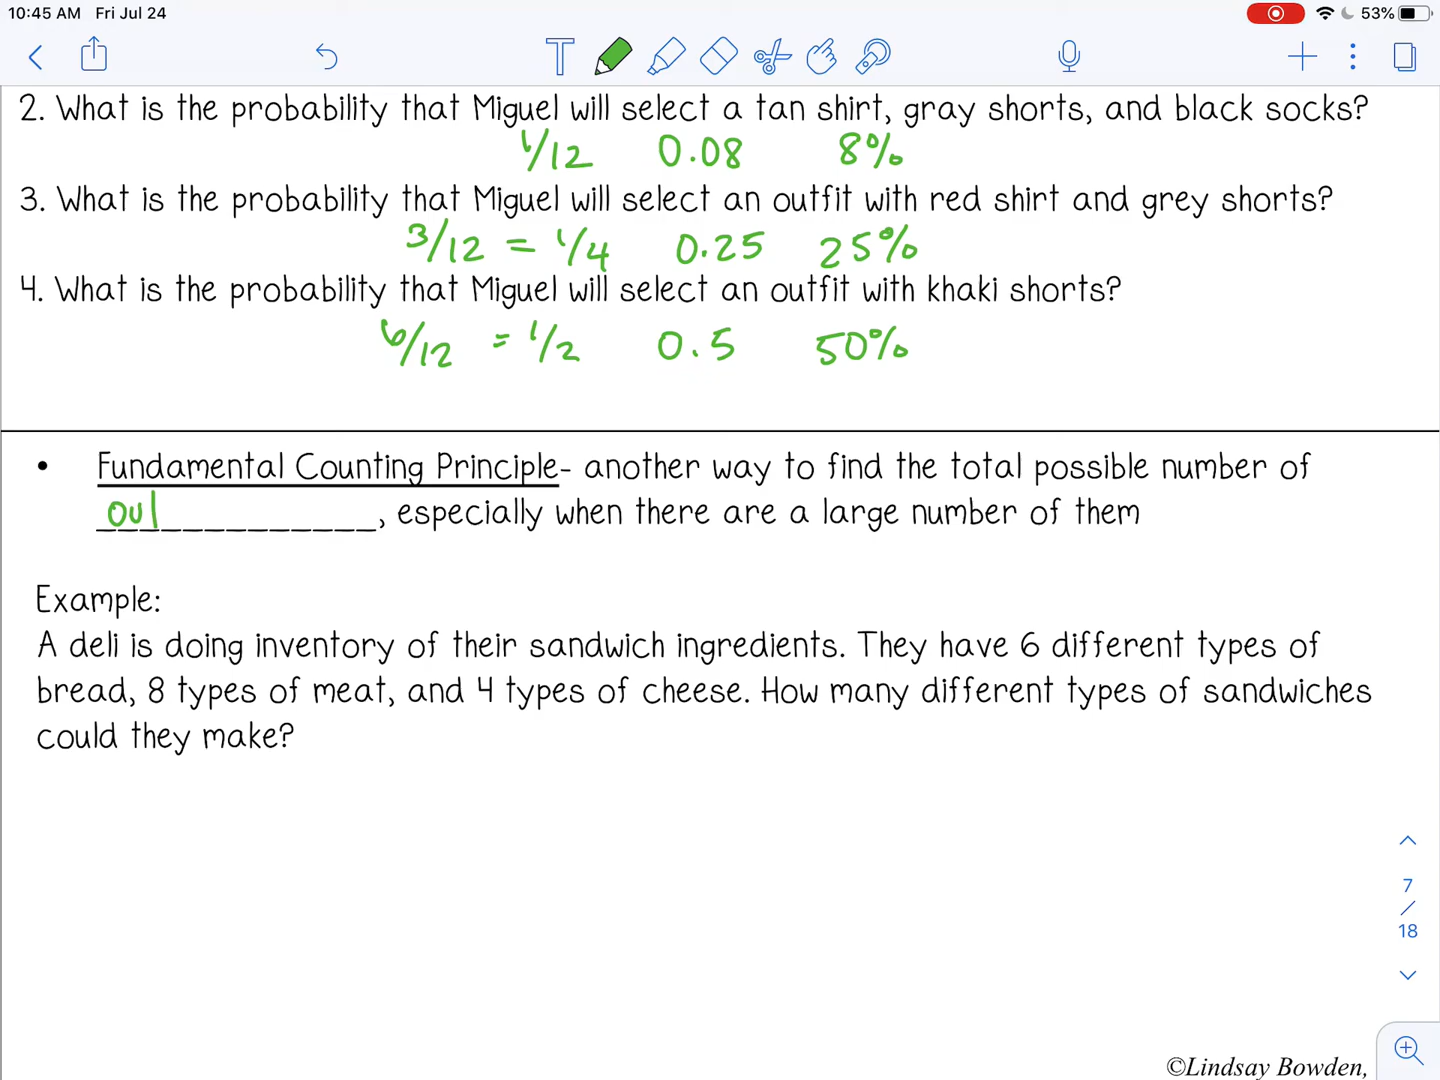 10:45 AM Fri Jul 24 53%
T
2. What is the probability that Miguel will select a tan shirt, gray shorts, and black socks?
1/12 0.08 8%
3. What is the probability that Miguel will select an outfit with red shirt and grey shorts?
3/12 = 1/4 0.25 25%
4. What is the probability that Miguel will select an outfit with khaki shorts?
6/12 = 1/2 0.5 50%
• Fundamental Counting Principle- another way to find the total possible number of
oul_____________, especially when there are a large number of them
Example:
A deli is doing inventory of their sandwich ingredients. They have 6 different types of
bread, 8 types of meat, and 4 types of cheese. How many different types of sandwiches
could they make?
7
/
18
©Lindsay Bowden,